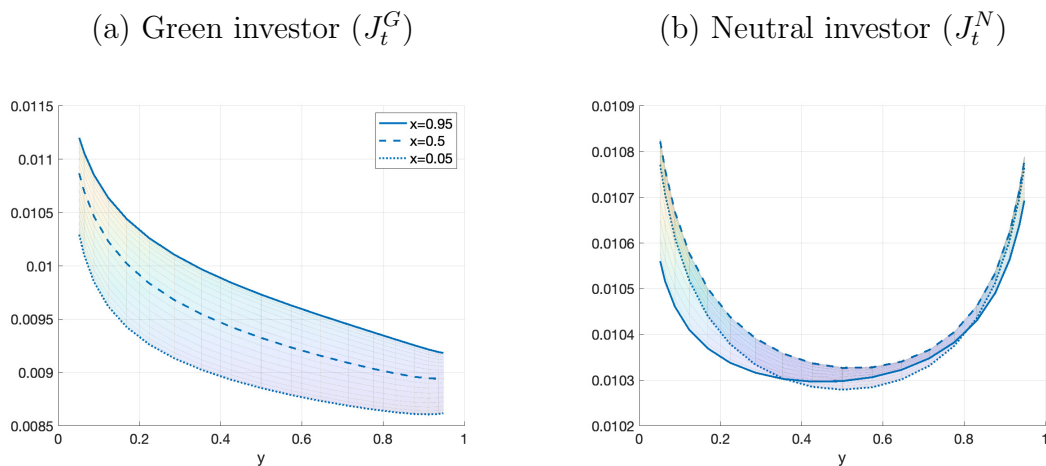 (a) Green investor (J_t^G)
(b) Neutral investor (J_t^N)
0.0115
0.011
0.0105
0.01
0.0095
0.009
0.0085
0 0.2 0.4 0.6 0.8 1
y
x=0.95
x=0.5
x=0.05
0.0109
0.0108
0.0107
0.0106
0.0105
0.0104
0.0103
0.0102
0 0.2 0.4 0.6 0.8 1
y